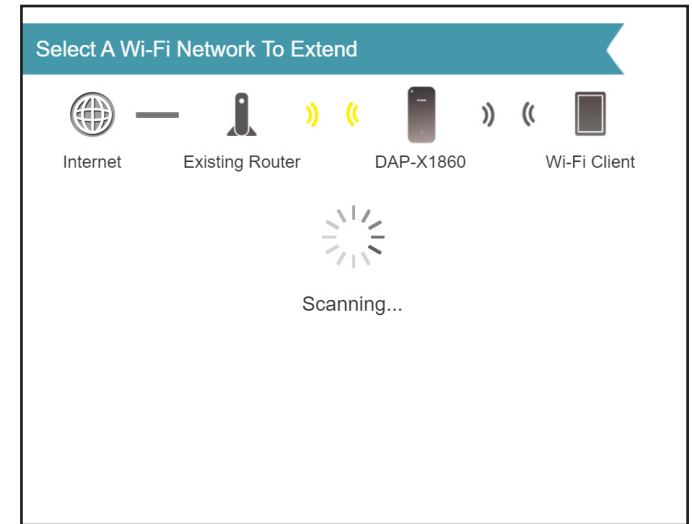 Select A Wi-Fi Network To Extend
Internet
Existing Router
DAP-X1860
Wi-Fi Client
Scanning...